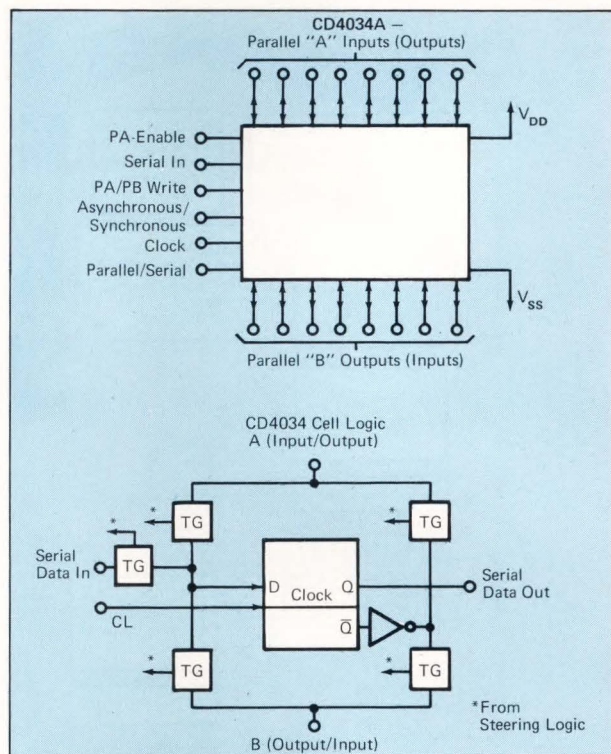 CD4034A –
Parallel "A" Inputs (Outputs)
VDD
PA-Enable
Serial In
PA/PB Write
Asynchronous/
Synchronous
Clock
Parallel/Serial
VSS
Parallel "B" Outputs (Inputs)
CD4034 Cell Logic
A (Input/Output)
* TG * TG
*
Serial
Data In
TG
D Clock Q
Serial
Data Out
CL
Q̅
* TG * TG
*From
Steering Logic
B (Output/Input)